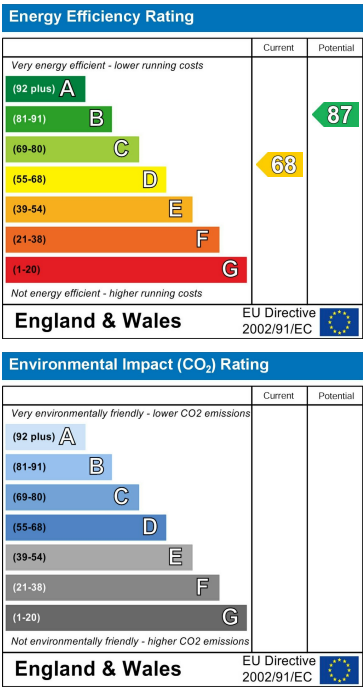 Energy Efficiency Rating
Current Potential
Very energy efficient - lower running costs
(92 plus) A
(81-91) B
87
(69-80) C
68
(55-68) D
(39-54) E
(21-38) F
(1-20) G
Not energy efficient - higher running costs
England & Wales
EU Directive
2002/91/EC
Environmental Impact (CO₂) Rating
Current Potential
Very environmentally friendly - lower CO2 emissions
(92 plus) A
(81-91) B
(69-80) C
(55-68) D
(39-54) E
(21-38) F
(1-20) G
Not environmentally friendly - higher CO2 emissions
England & Wales
EU Directive
2002/91/EC